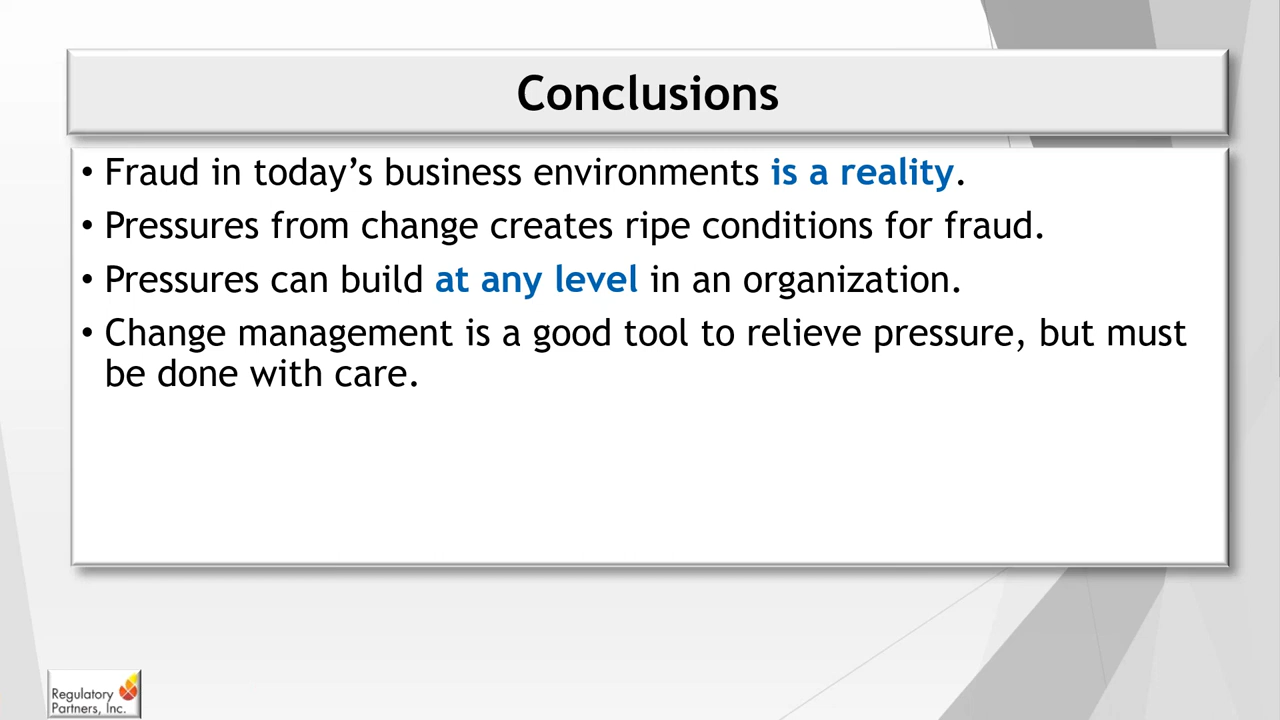 Conclusions
• Fraud in today’s business environments is a reality.
• Pressures from change creates ripe conditions for fraud.
• Pressures can build at any level in an organization.
• Change management is a good tool to relieve pressure, but must
be done with care.
Regulatory
Partners, Inc.